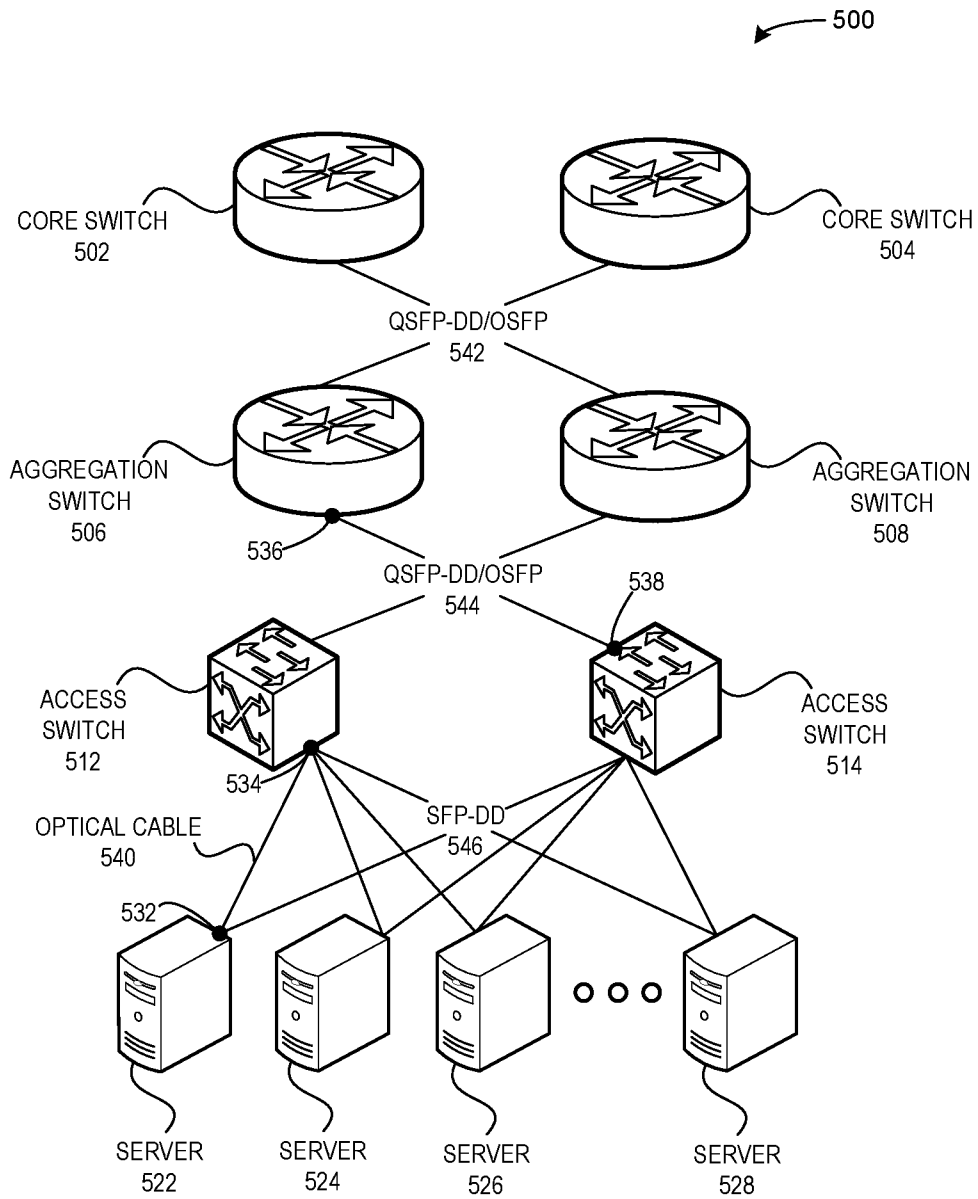 500
CORE SWITCH
502
CORE SWITCH
504
QSFP-DD/OSFP
542
AGGREGATION
SWITCH
506
AGGREGATION
SWITCH
508
536
QSFP-DD/OSFP
544
538
ACCESS
SWITCH
512
ACCESS
SWITCH
514
534
SFP-DD
546
OPTICAL CABLE
540
532
SERVER
522
SERVER
524
SERVER
526
SERVER
528